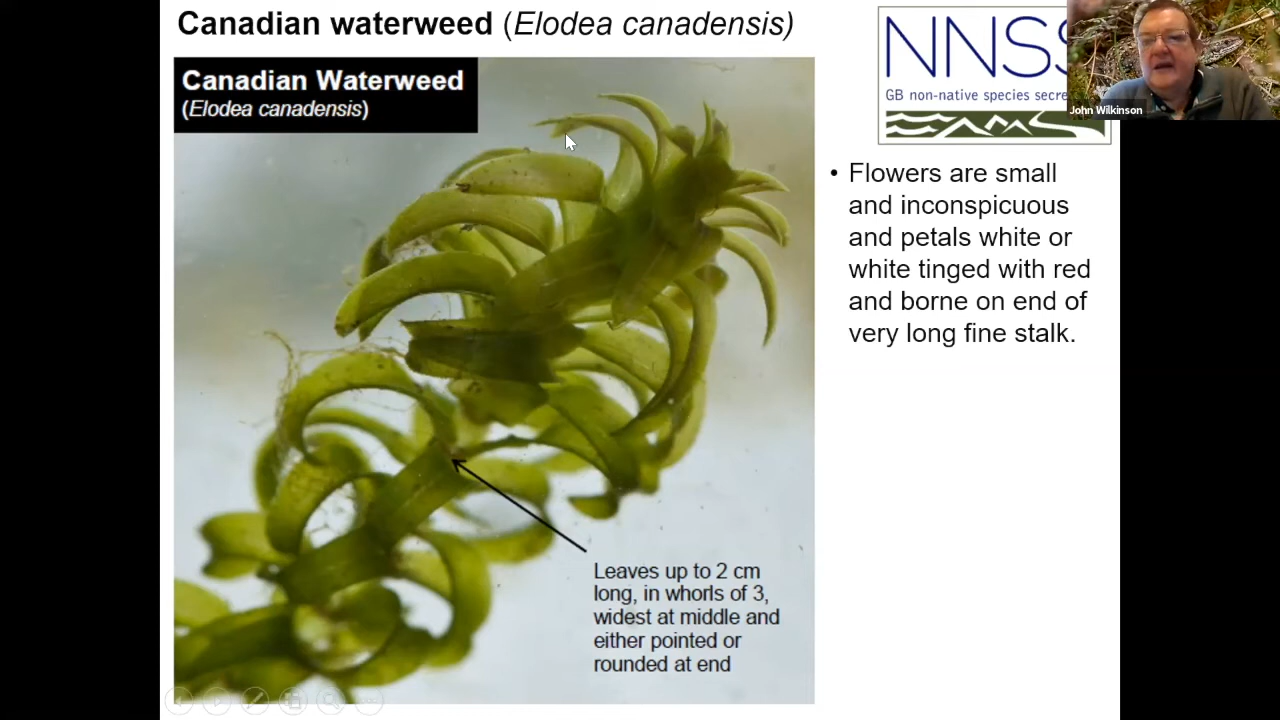 Canadian waterweed (Elodea canadensis)
Canadian Waterweed
(Elodea canadensis)
NNSS
GB non-native species secre
John Wilkinson
• Flowers are small
and inconspicuous
and petals white or
white tinged with red
and borne on end of
very long fine stalk.
Leaves up to 2 cm
long, in whorls of 3,
widest at middle and
either pointed or
rounded at end